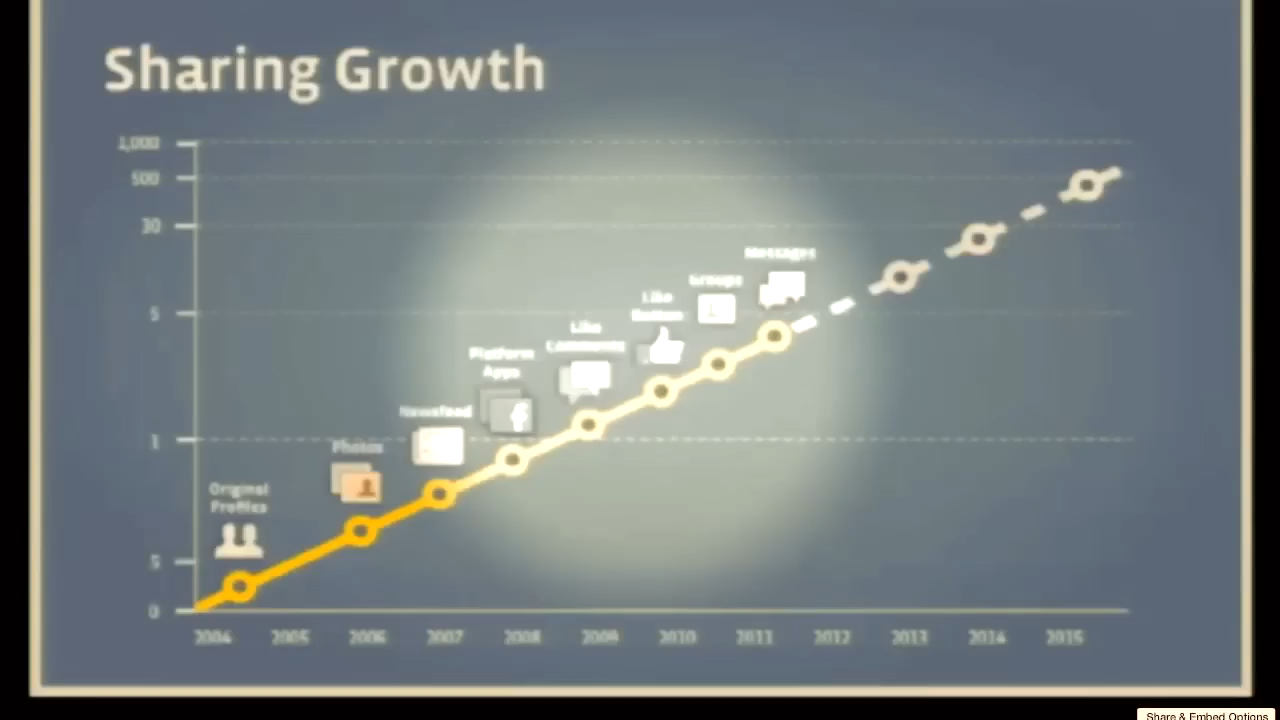 Sharing Growth
1,000
500
30
5
1
5
0
Original
Profiles
Photos
Newsfeed
Platform
Apps
Like
Comments
Like
Button
Groups
Messages
2004 2005 2006 2007 2008 2009 2010 2011 2012 2013 2014 2015
Share & Embed Options